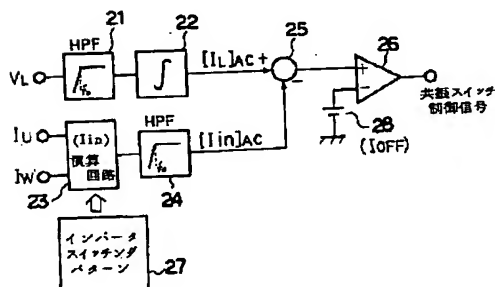 21
22
HPF
VL
fo
∫
[IL]AC +
25
−
26
+
−
共振スイッチ
制御信号
28
(IOFF)
IU
IW
(Iin)
演算
回路
23
HPF
fo
24
[Iin]AC
インバータ
スイッチング
パターン
27